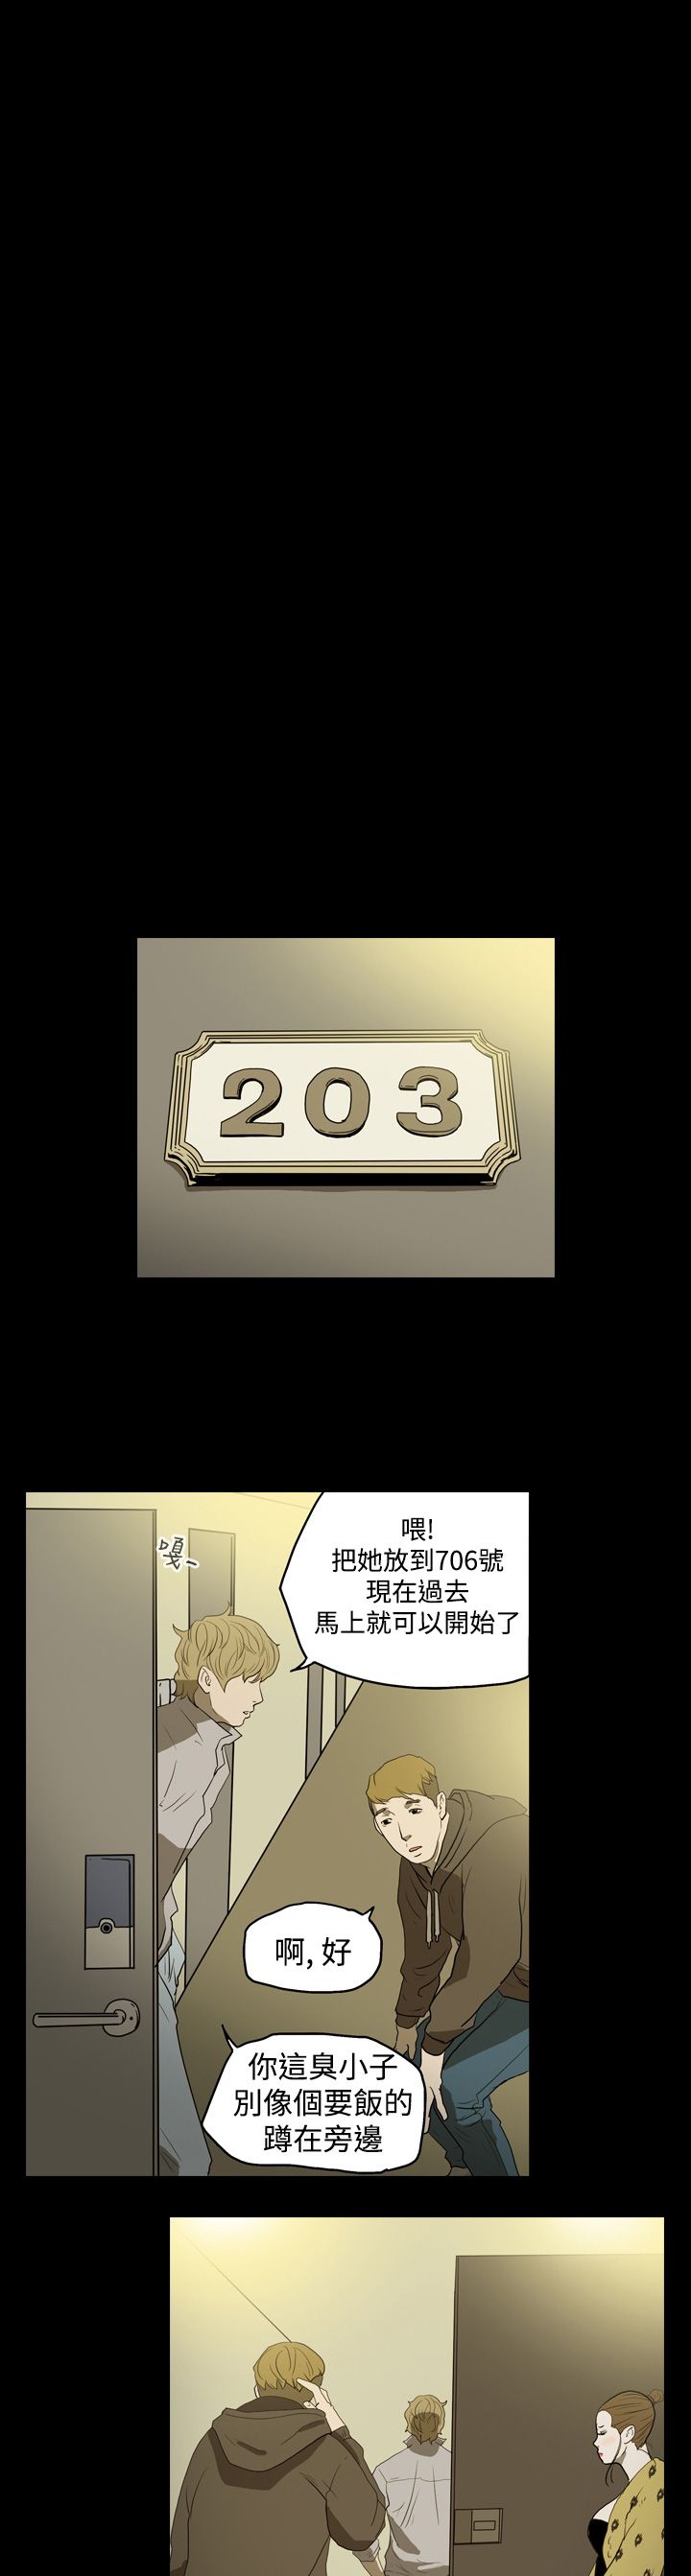 203
嘎~
喂!
把她放到706號
現在過去
馬上就可以開始了
啊, 好
你這臭小子
別像個要飯的
蹲在旁邊